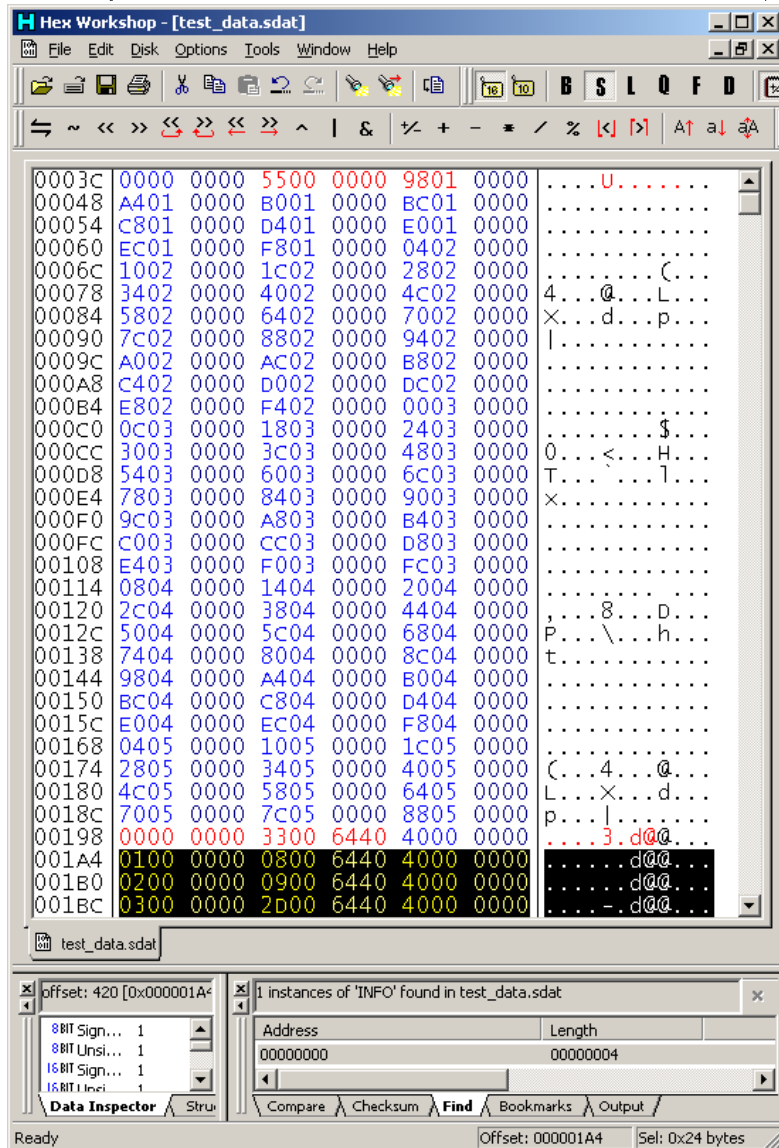 Hex Workshop - [test_data.sdat]
File Edit Disk Options Tools Window Help
16 10 B S L Q F D
& +/- + - * / % A↑ a↓ aA
0003C 0000 0000 5500 0000 9801 0000 ....U.......
00048 A401 0000 B001 0000 BC01 0000 ............
00054 C801 0000 D401 0000 E001 0000 ............
00060 EC01 0000 F801 0000 0402 0000 ............
0006C 1002 0000 1C02 0000 2802 0000 ........(...
00078 3402 0000 4002 0000 4C02 0000 4...@...L...
00084 5802 0000 6402 0000 7002 0000 X...d...p...
00090 7C02 0000 8802 0000 9402 0000 |...........
0009C A002 0000 AC02 0000 B802 0000 ............
000A8 C402 0000 D002 0000 DC02 0000 ............
000B4 E802 0000 F402 0000 0003 0000 ............
000C0 0C03 0000 1803 0000 2403 0000 ........$...
000CC 3003 0000 3C03 0000 4803 0000 0...<...H...
000D8 5403 0000 6003 0000 6C03 0000 T...`...l...
000E4 7803 0000 8403 0000 9003 0000 x...........
000F0 9C03 0000 A803 0000 B403 0000 ............
000FC C003 0000 CC03 0000 D803 0000 ............
00108 E403 0000 F003 0000 FC03 0000 ............
00114 0804 0000 1404 0000 2004 0000 ........ ...
00120 2C04 0000 3804 0000 4404 0000 ,...8...D...
0012C 5004 0000 5C04 0000 6804 0000 P...\...h...
00138 7404 0000 8004 0000 8C04 0000 t...........
00144 9804 0000 A404 0000 B004 0000 ............
00150 BC04 0000 C804 0000 D404 0000 ............
0015C E004 0000 EC04 0000 F804 0000 ............
00168 0405 0000 1005 0000 1C05 0000 ............
00174 2805 0000 3405 0000 4005 0000 (...4...@...
00180 4C05 0000 5805 0000 6405 0000 L...X...d...
0018C 7005 0000 7C05 0000 8805 0000 p...|.......
00198 0000 0000 3300 6440 4000 0000 ....3.d@@...
001A4 0100 0000 0800 6440 4000 0000 ......d@@...
001B0 0200 0000 0900 6440 4000 0000 ......d@@...
001BC 0300 0000 2D00 6440 4000 0000 ....-.d@@...
test_data.sdat
offset: 420 [0x000001A4
8BIT Sign... 1
8BIT Unsi... 1
16BIT Sign... 1
16BIT Unsi... 1
Data Inspector Stru
1 instances of 'INFO' found in test_data.sdat
Address Length
00000000 00000004
Compare Checksum Find Bookmarks Output
Ready Offset: 000001A4 Sel: 0x24 bytes